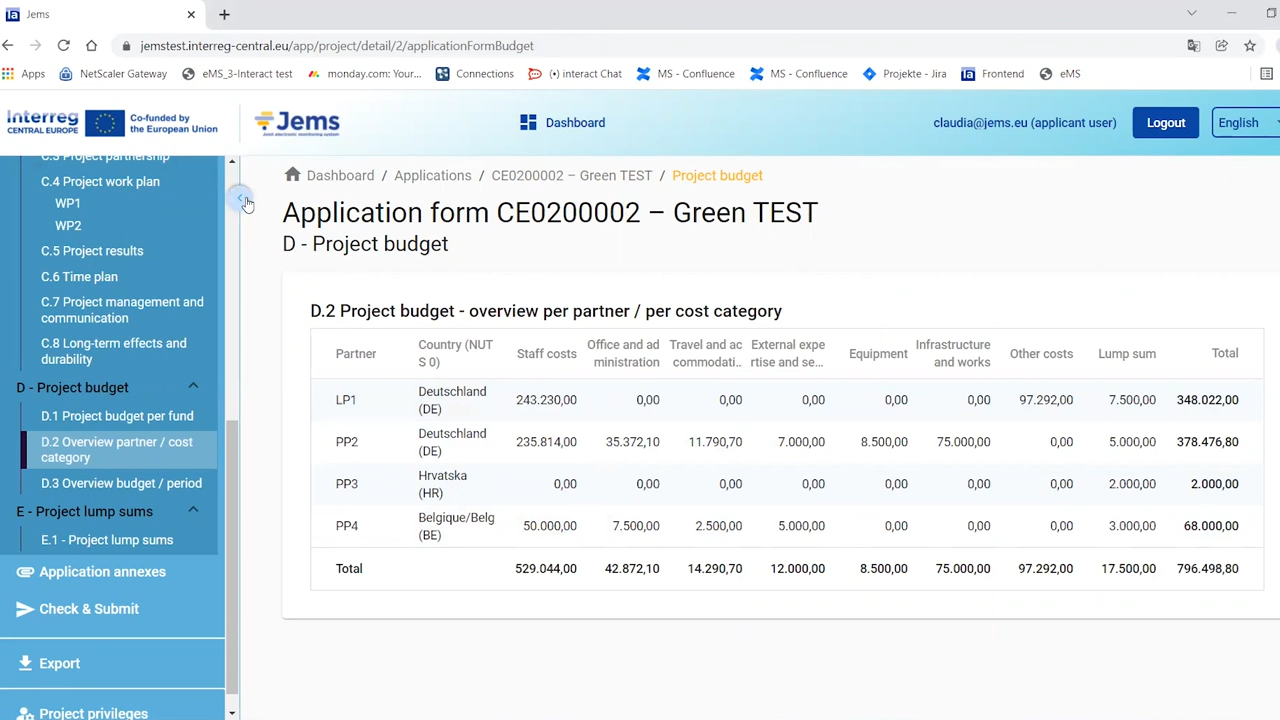 Jems
jemstest.interreg-central.eu/app/project/detail/2/applicationFormBudget
Apps NetScaler Gateway eMS_3-Interact test monday.com: Your... Connections (•) interact Chat MS - Confluence MS - Confluence Projekte - Jira Frontend eMS
Interreg CENTRAL EUROPE
Co-funded by
the European Union
Jems
Joint electronic monitoring system
Dashboard
claudia@jems.eu (applicant user)
Logout
English
C.3 Project partnership
C.4 Project work plan
WP1
WP2
C.5 Project results
C.6 Time plan
C.7 Project management and
communication
C.8 Long-term effects and
durability
D - Project budget
D.1 Project budget per fund
D.2 Overview partner / cost
category
D.3 Overview budget / period
E - Project lump sums
E.1 - Project lump sums
Application annexes
Check & Submit
Export
Project privileges
Dashboard / Applications / CE0200002 – Green TEST / Project budget
Application form CE0200002 – Green TEST
D - Project budget
D.2 Project budget - overview per partner / per cost category
Partner Country (NUT Staff costs Office and ad Travel and ac External expe Equipment Infrastructure Other costs Lump sum Total
S 0) ministration commodati.. rtise and se... and works
LP1 Deutschland 243.230,00 0,00 0,00 0,00 0,00 0,00 97.292,00 7.500,00 348.022,00
(DE)
PP2 Deutschland 235.814,00 35.372,10 11.790,70 7.000,00 8.500,00 75.000,00 0,00 5.000,00 378.476,80
(DE)
PP3 Hrvatska 0,00 0,00 0,00 0,00 0,00 0,00 0,00 2.000,00 2.000,00
(HR)
PP4 Belgique/Belg 50.000,00 7.500,00 2.500,00 5.000,00 0,00 0,00 0,00 3.000,00 68.000,00
(BE)
Total 529.044,00 42.872,10 14.290,70 12.000,00 8.500,00 75.000,00 97.292,00 17.500,00 796.498,80